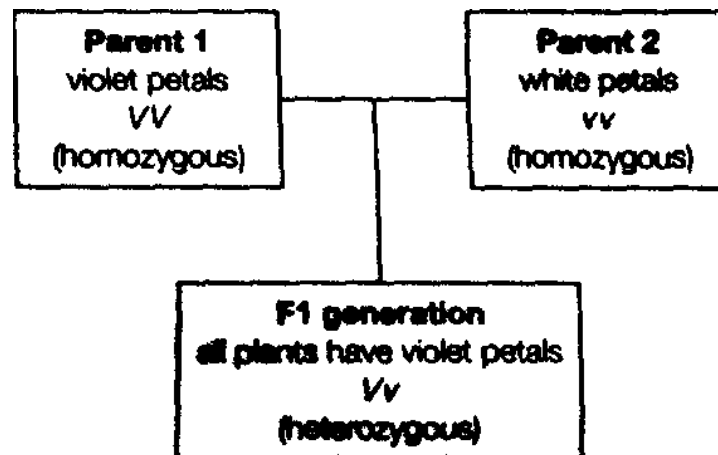 Parent 1
violet petals
VV
(homozygous)
Parent 2
white petals
vv
(homozygous)
F1 generation
all plants have violet petals
Vv
(heterozygous)